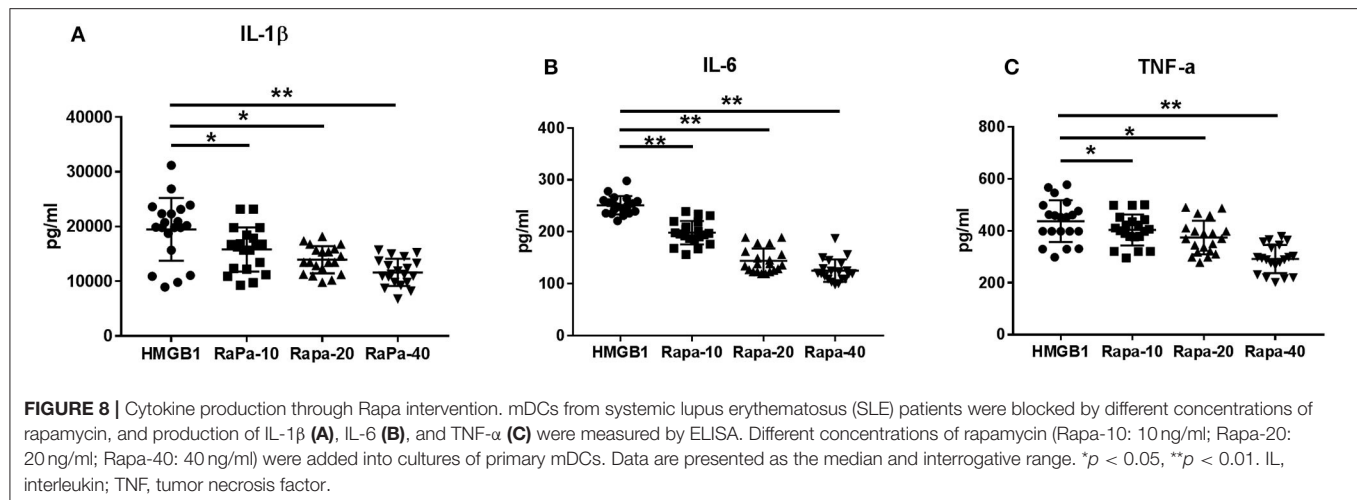 A
IL-1β
40000
30000
20000
10000
0
pg/ml
**
*
*
HMGB1 RaPa-10 Rapa-20 RaPa-40
B
IL-6
400
300
200
100
0
pg/ml
**
**
**
HMGB1 Rapa-10 Rapa-20 Rapa-40
C
TNF-a
800
600
400
200
0
pg/ml
**
*
*
HMGB1 Rapa-10 Rapa-20 Rapa-40
FIGURE 8 | Cytokine production through Rapa intervention. mDCs from systemic lupus erythematosus (SLE) patients were blocked by different concentrations of
rapamycin, and production of IL-1β (A), IL-6 (B), and TNF-α (C) were measured by ELISA. Different concentrations of rapamycin (Rapa-10: 10 ng/ml; Rapa-20:
20 ng/ml; Rapa-40: 40 ng/ml) were added into cultures of primary mDCs. Data are presented as the median and interrogative range. *p < 0.05, **p < 0.01. IL,
interleukin; TNF, tumor necrosis factor.